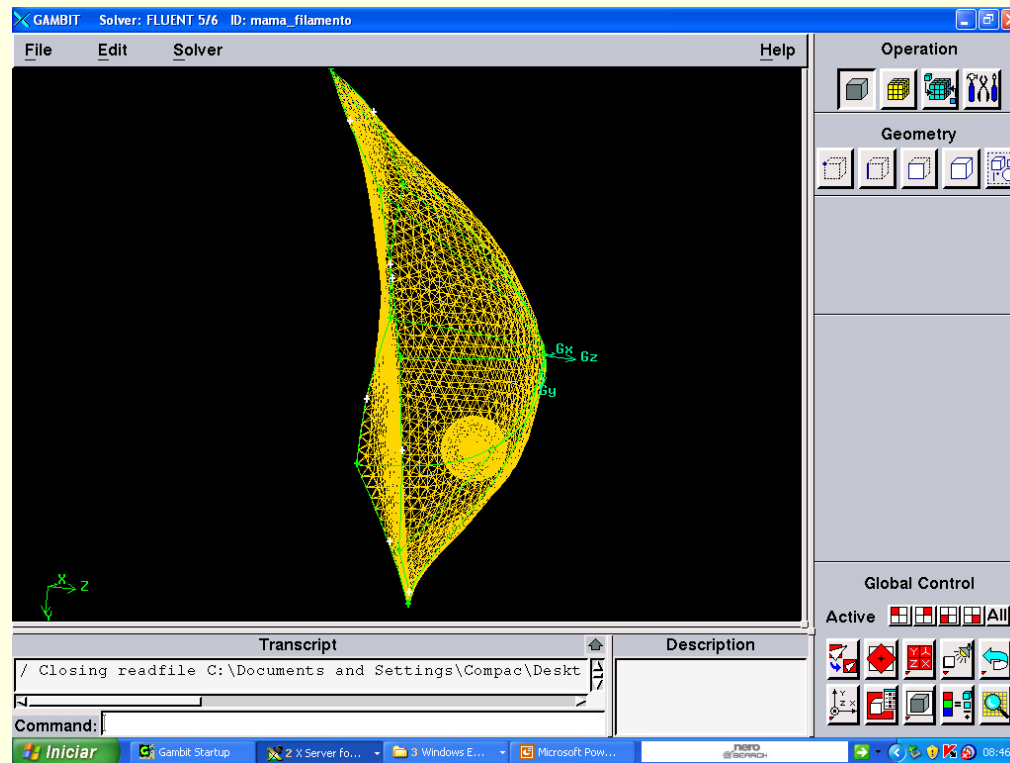 GAMBIT Solver: FLUENT 5/6 ID: mama_filamento
File Edit Solver Help
Operation
Geometry
Gx Gz
Gy
X Z
Y
Global Control
Active All
Transcript
Description
/ Closing readfile C:\Documents and Settings\Compac\Deskt
Command:
Iniciar Gambit Startup 2 X Server fo... 3 Windows E... Microsoft Pow... nero SEARCH 08:46